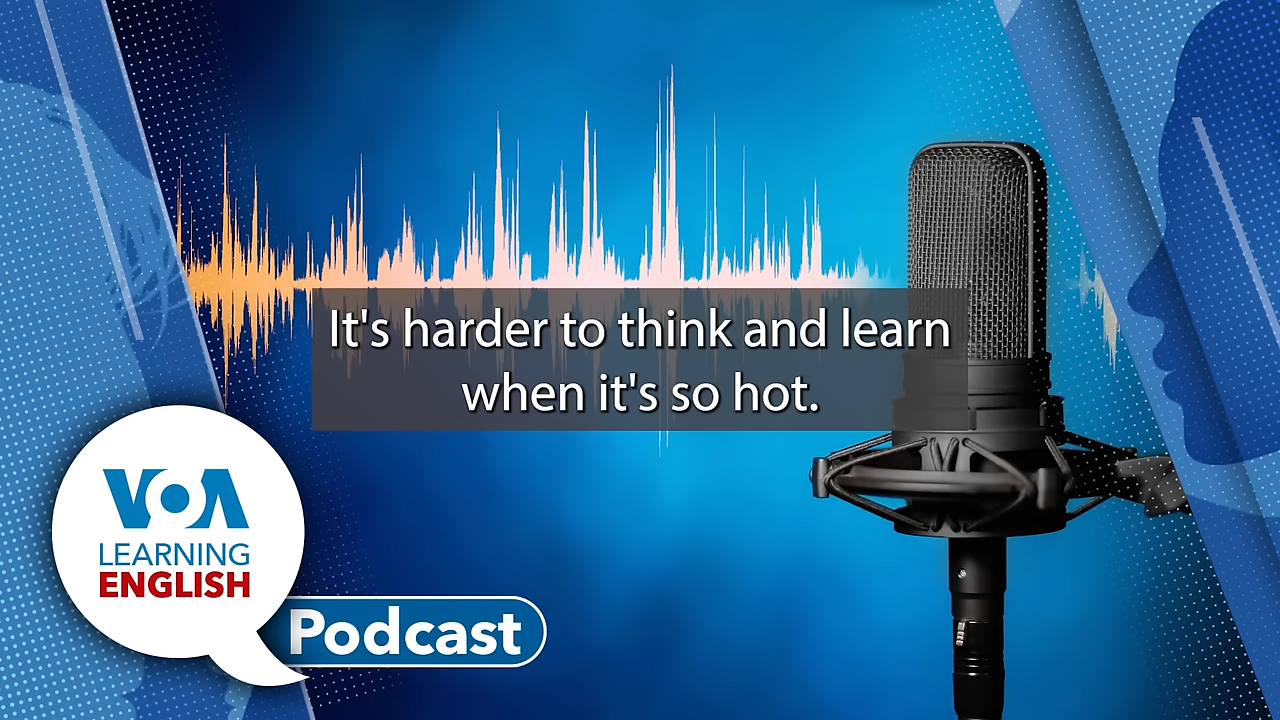 It's harder to think and learn
when it's so hot.
VOA
LEARNING
ENGLISH
Podcast